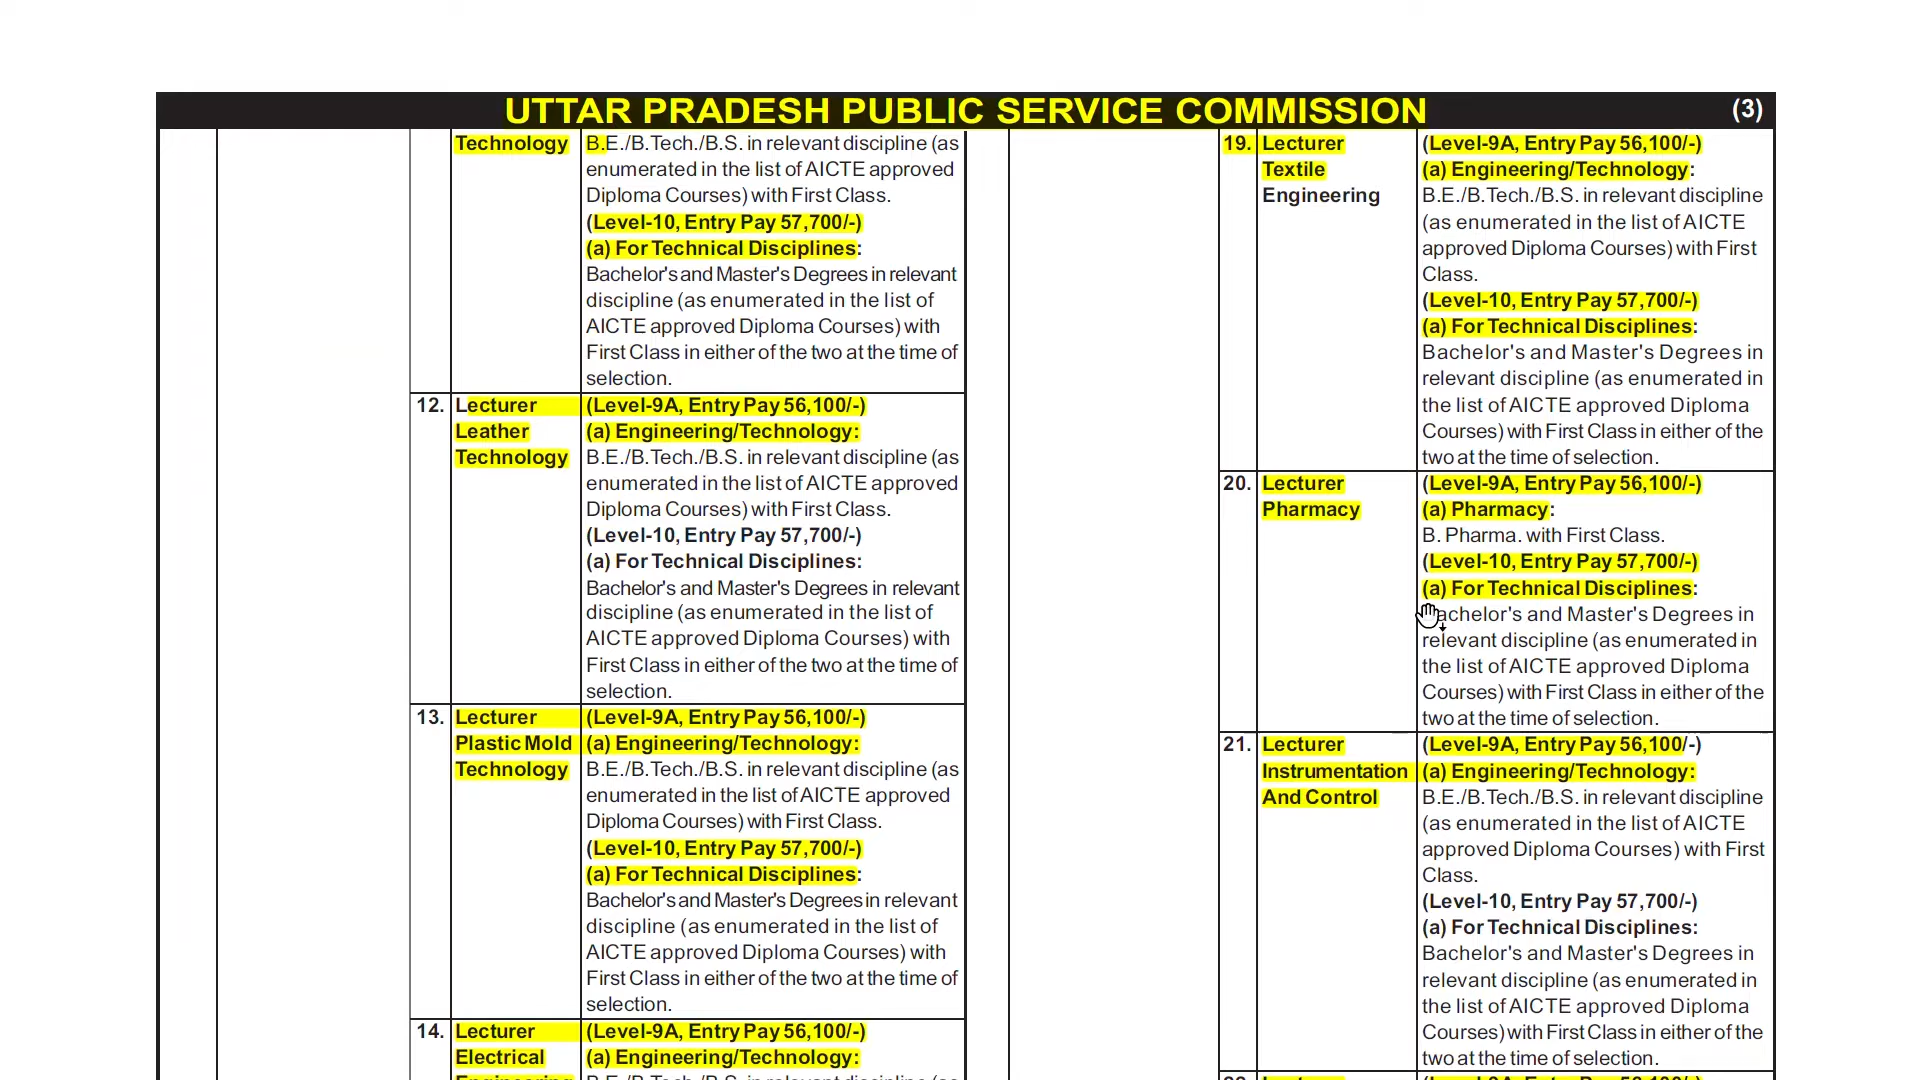 UTTAR PRADESH PUBLIC SERVICE COMMISSION (3)
Technology B.E./B.Tech./B.S. in relevant discipline (as
enumerated in the list of AICTE approved
Diploma Courses) with First Class.
(Level-10, Entry Pay 57,700/-)
(a) For Technical Disciplines:
Bachelor's and Master's Degrees in relevant
discipline (as enumerated in the list of
AICTE approved Diploma Courses) with
First Class in either of the two at the time of
selection.
12. Lecturer (Level-9A, Entry Pay 56,100/-)
Leather (a) Engineering/Technology:
Technology B.E./B.Tech./B.S. in relevant discipline (as
enumerated in the list of AICTE approved
Diploma Courses) with First Class.
(Level-10, Entry Pay 57,700/-)
(a) For Technical Disciplines:
Bachelor's and Master's Degrees in relevant
discipline (as enumerated in the list of
AICTE approved Diploma Courses) with
First Class in either of the two at the time of
selection.
13. Lecturer (Level-9A, Entry Pay 56,100/-)
Plastic Mold (a) Engineering/Technology:
Technology B.E./B.Tech./B.S. in relevant discipline (as
enumerated in the list of AICTE approved
Diploma Courses) with First Class.
(Level-10, Entry Pay 57,700/-)
(a) For Technical Disciplines:
Bachelor's and Master's Degrees in relevant
discipline (as enumerated in the list of
AICTE approved Diploma Courses) with
First Class in either of the two at the time of
selection.
14. Lecturer (Level-9A, Entry Pay 56,100/-)
Electrical (a) Engineering/Technology:
19. Lecturer (Level-9A, Entry Pay 56,100/-)
Textile (a) Engineering/Technology:
Engineering B.E./B.Tech./B.S. in relevant discipline
(as enumerated in the list of AICTE
approved Diploma Courses) with First
Class.
(Level-10, Entry Pay 57,700/-)
(a) For Technical Disciplines:
Bachelor's and Master's Degrees in
relevant discipline (as enumerated in
the list of AICTE approved Diploma
Courses) with First Class in either of the
two at the time of selection.
20. Lecturer (Level-9A, Entry Pay 56,100/-)
Pharmacy (a) Pharmacy:
B. Pharma. with First Class.
(Level-10, Entry Pay 57,700/-)
(a) For Technical Disciplines:
Bachelor's and Master's Degrees in
relevant discipline (as enumerated in
the list of AICTE approved Diploma
Courses) with First Class in either of the
two at the time of selection.
21. Lecturer (Level-9A, Entry Pay 56,100/-)
Instrumentation (a) Engineering/Technology:
And Control B.E./B.Tech./B.S. in relevant discipline
(as enumerated in the list of AICTE
approved Diploma Courses) with First
Class.
(Level-10, Entry Pay 57,700/-)
(a) For Technical Disciplines:
Bachelor's and Master's Degrees in
relevant discipline (as enumerated in
the list of AICTE approved Diploma
Courses) with First Class in either of the
two at the time of selection.